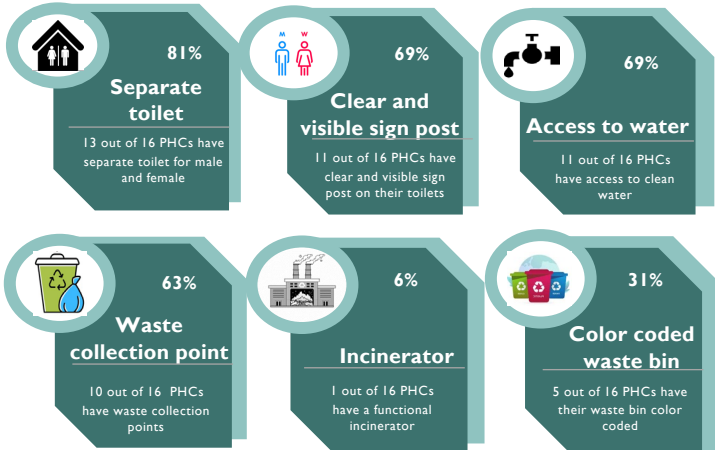 81%
Separate
toilet
13 out of 16 PHCs have
separate toilet for male
and female
M W
69%
Clear and
visible sign post
11 out of 16 PHCs have
clear and visible sign
post on their toilets
69%
Access to water
11 out of 16 PHCs
have access to clean
water
63%
Waste
collection point
10 out of 16 PHCs
have waste collection
points
6%
Incinerator
1 out of 16 PHCs
have a functional
incinerator
31%
Color coded
waste bin
5 out of 16 PHCs have
their waste bin color
coded